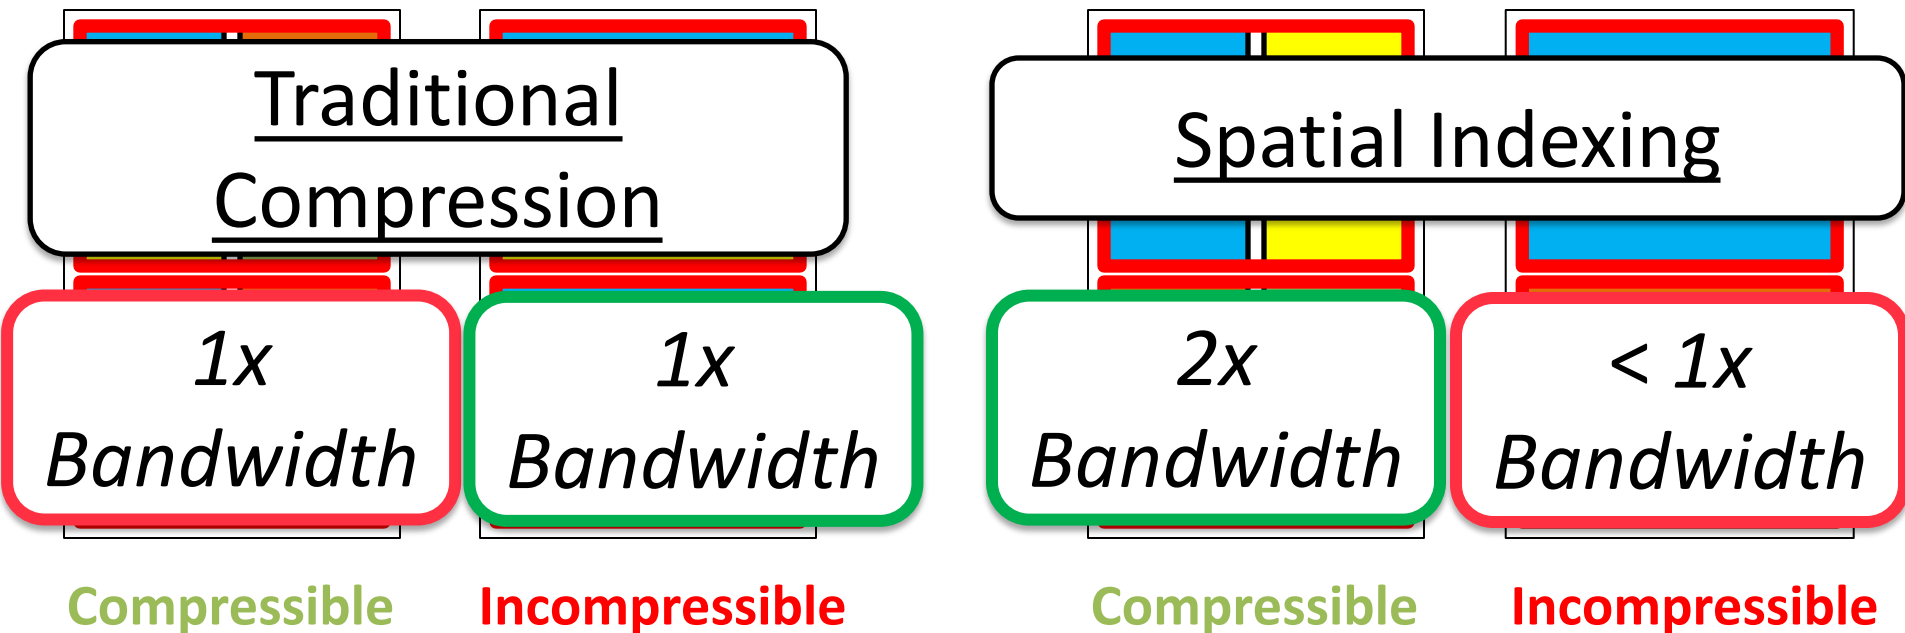 Traditional
Compression
Spatial Indexing
1x
Bandwidth
1x
Bandwidth
2x
Bandwidth
< 1x
Bandwidth
Compressible
Incompressible
Compressible
Incompressible